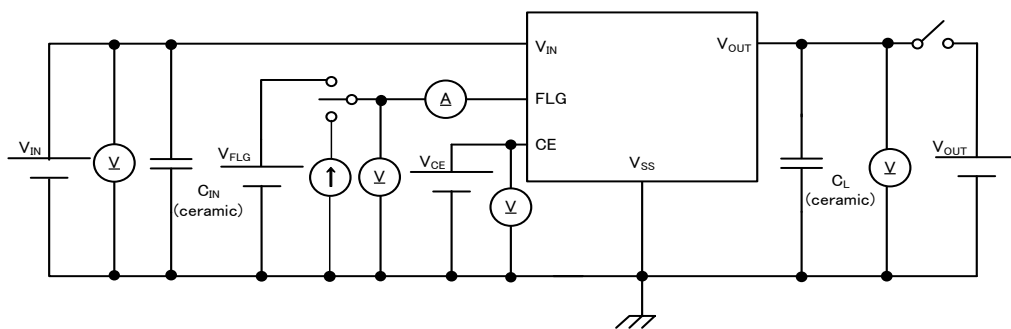 V_IN
V_OUT
FLG
CE
V_SS
A
V_IN
V
C_IN
(ceramic)
V_FLG
V
V_CE
V
C_L
(ceramic)
V
V_OUT